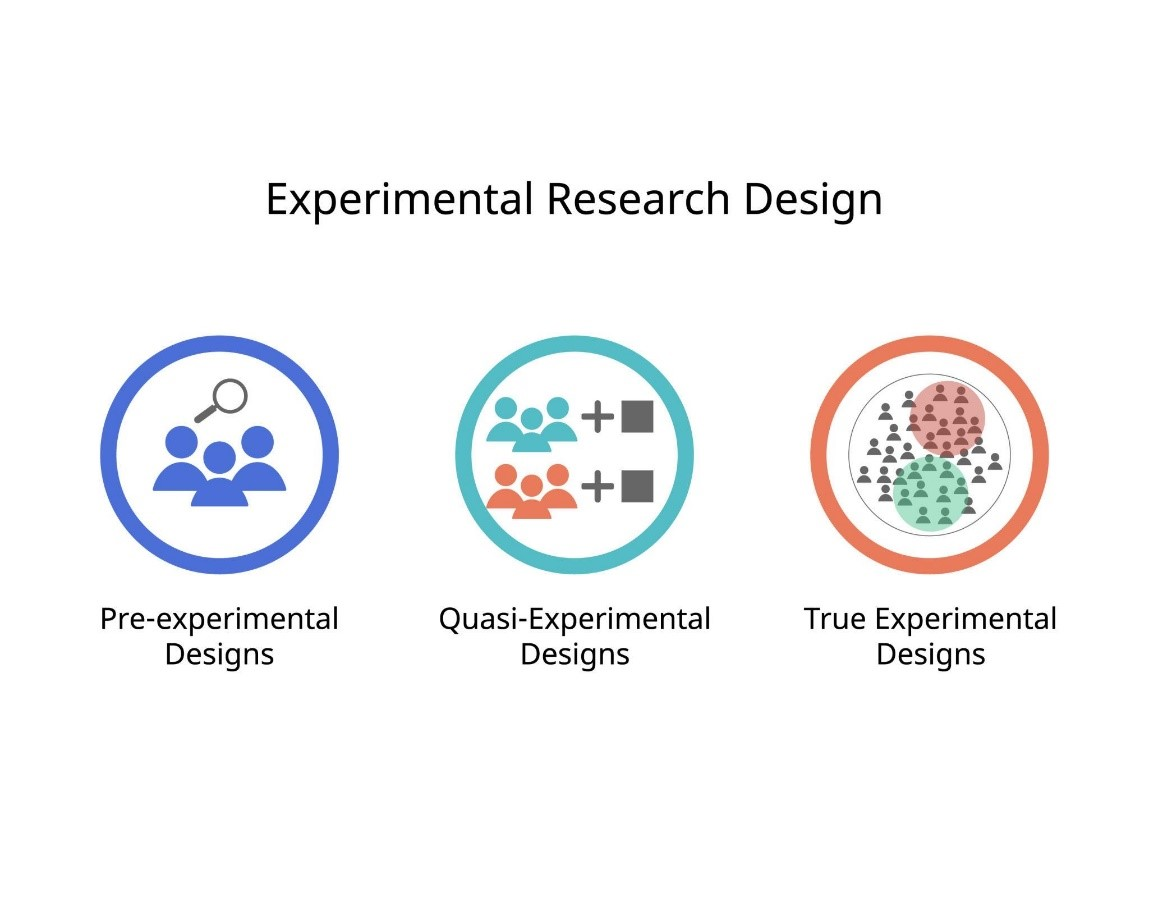 Experimental Research Design
Pre-experimental
Designs
Quasi-Experimental
Designs
True Experimental
Designs